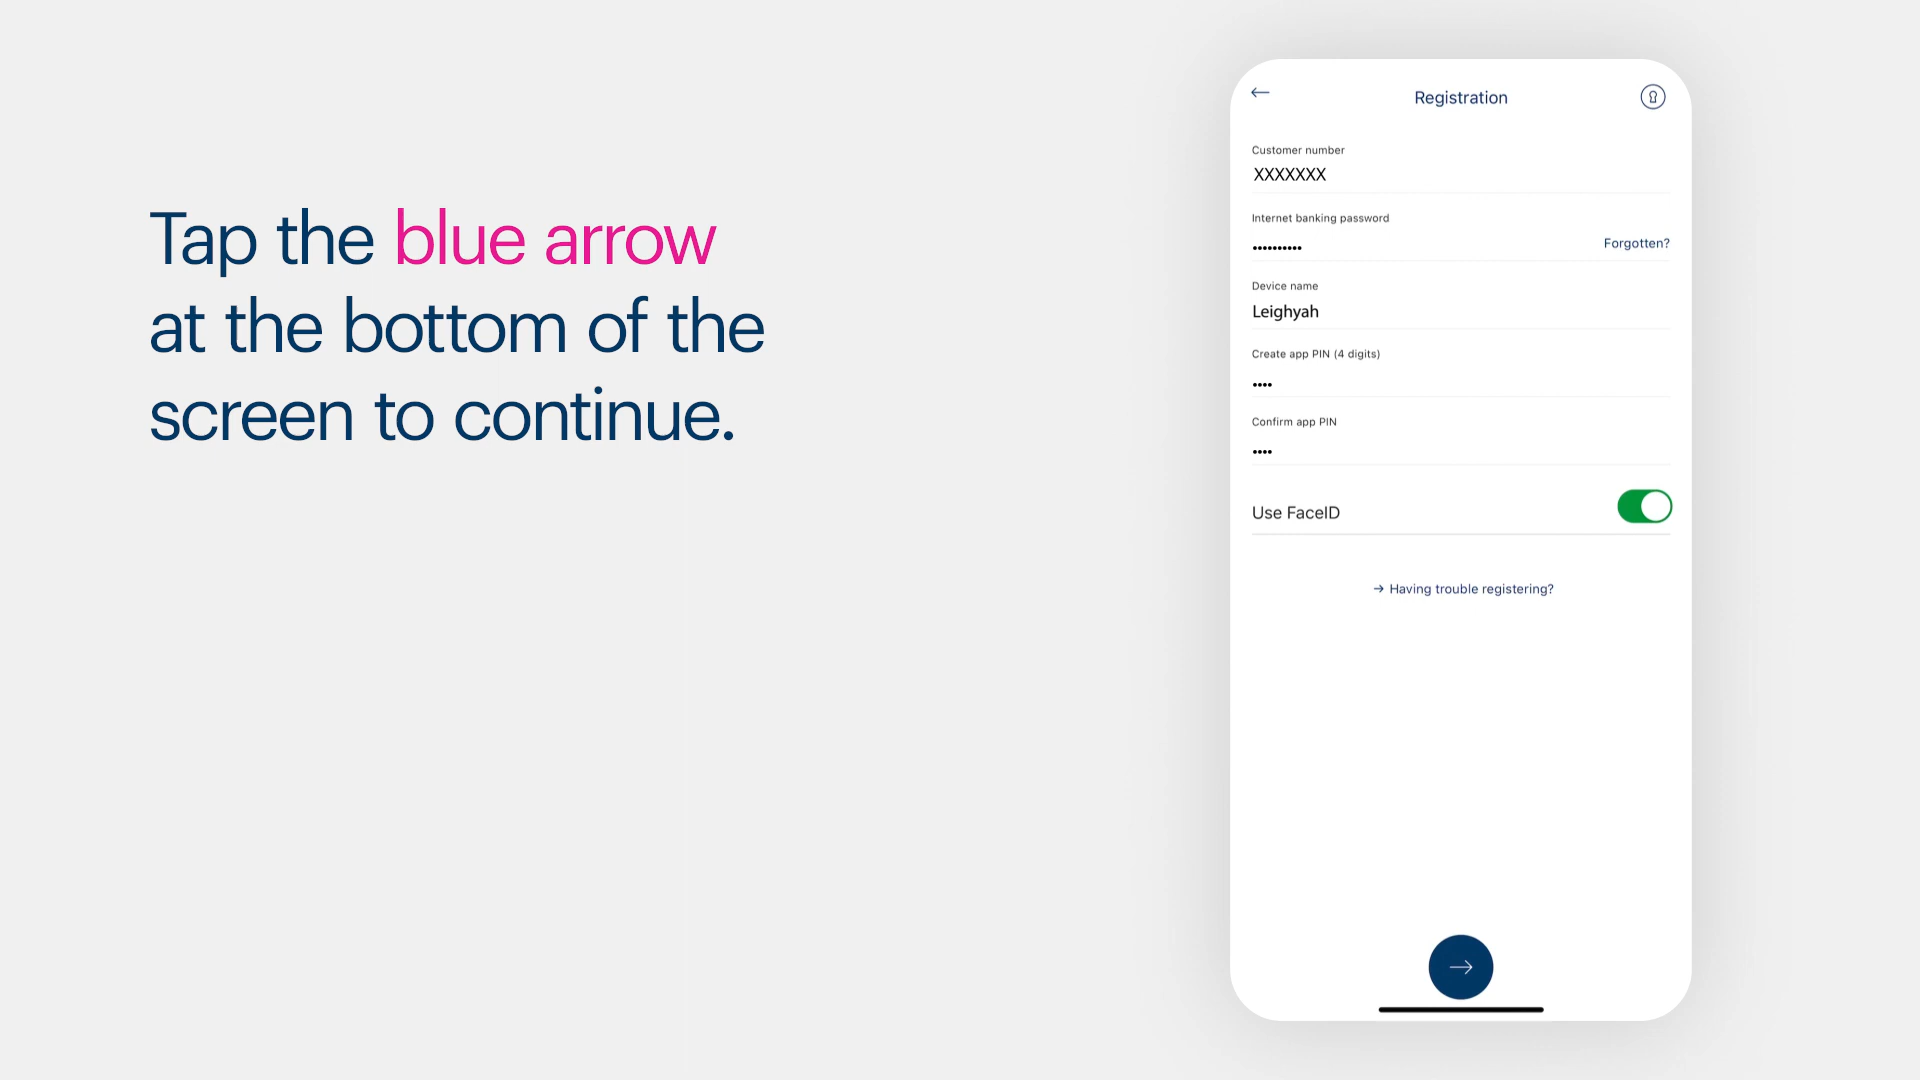 Tap the blue arrow
at the bottom of the
screen to continue.
Registration
Customer number
XXXXXXX
Internet banking password
••••••••••
Forgotten?
Device name
Leighyah
Create app PIN (4 digits)
••••
Confirm app PIN
••••
Use FaceID
→ Having trouble registering?